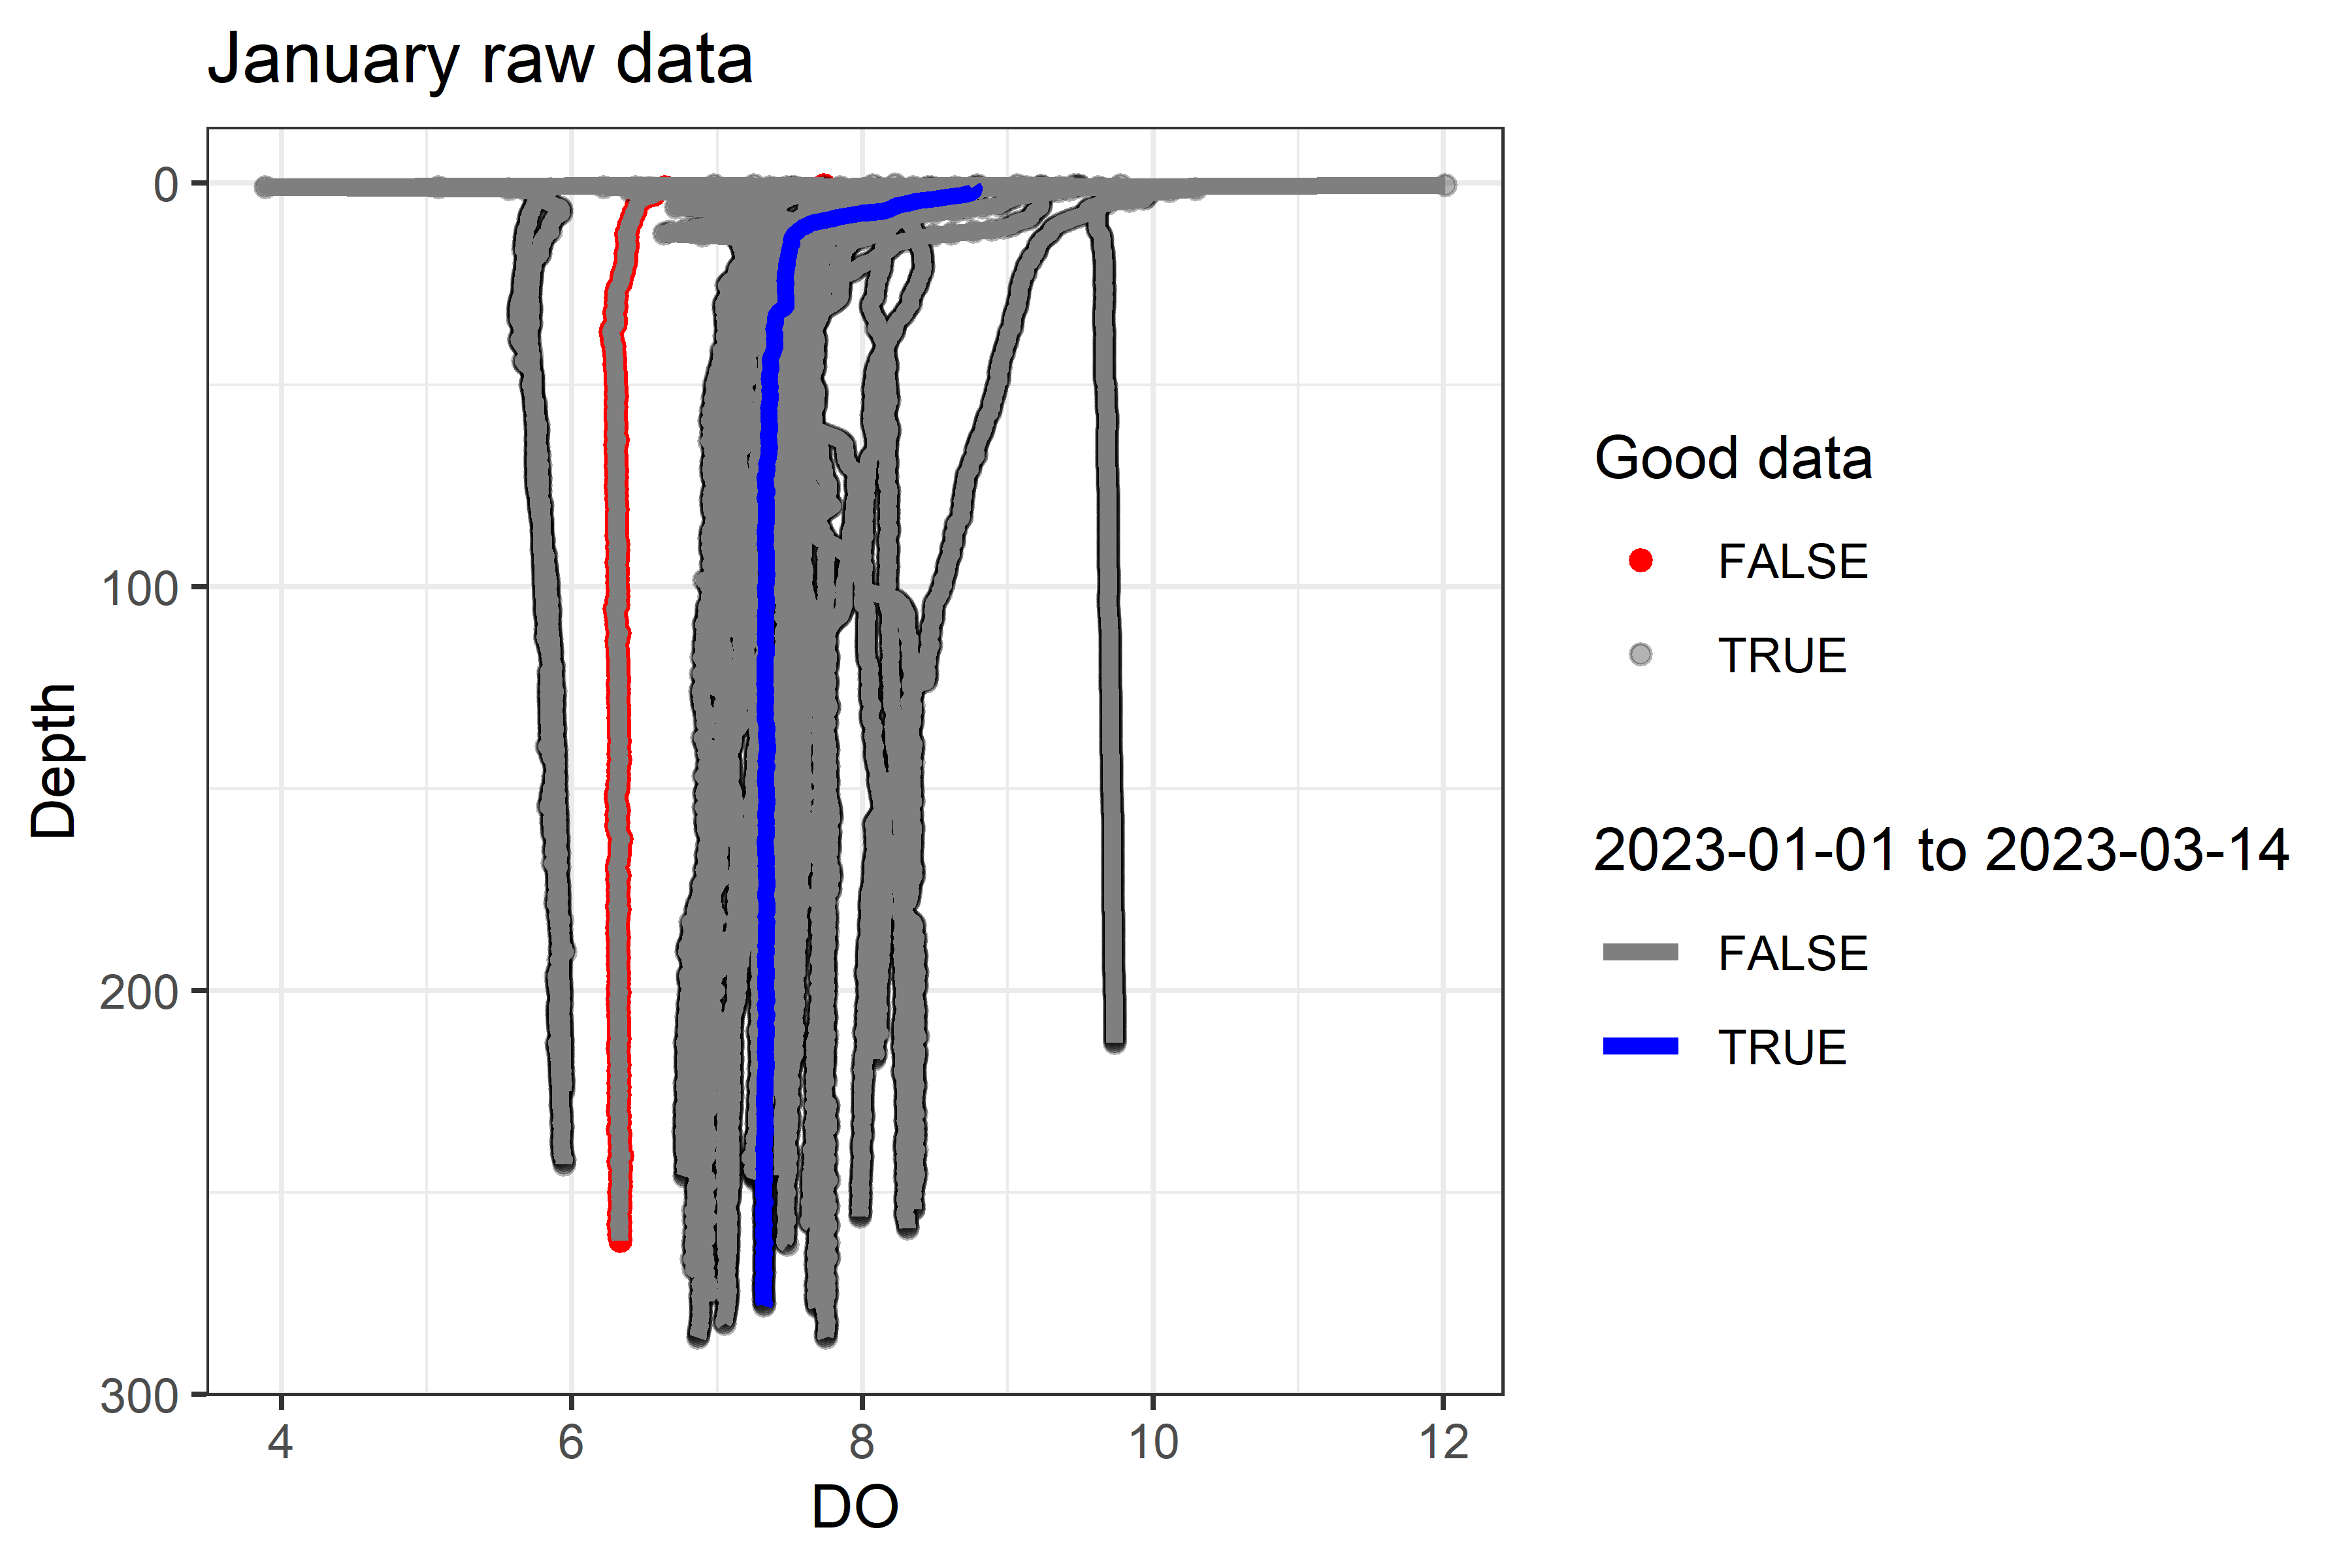 January raw data
0
100
200
300
Depth
4 6 8 10 12
DO
Good data
FALSE
TRUE
2023-01-01 to 2023-03-14
FALSE
TRUE